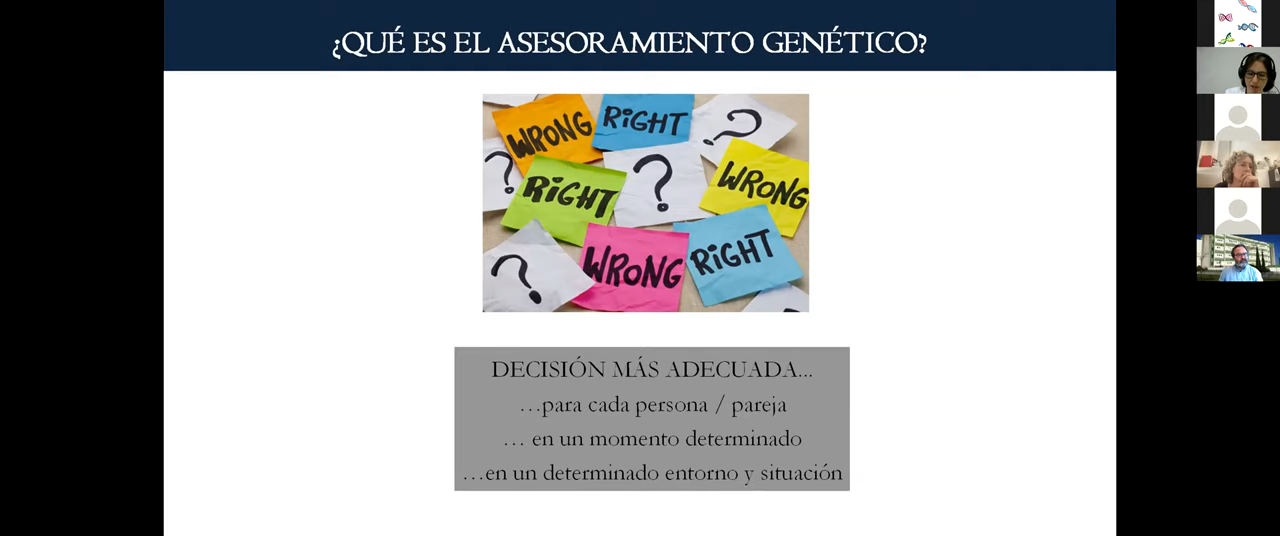 ¿QUÉ ES EL ASESORAMIENTO GENÉTICO?
WRONG
RIGHT
?
?
RIGHT
?
WRONG
?
WRONG
RIGHT
DECISIÓN MÁS ADECUADA...
…para cada persona / pareja
… en un momento determinado
…en un determinado entorno y situación